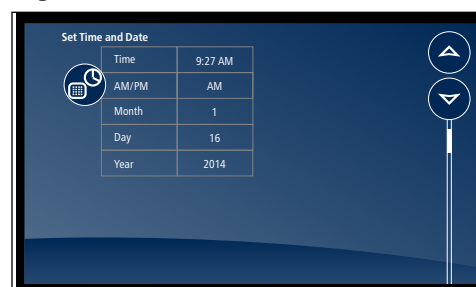 Set Time and Date
Time 9:27 AM
AM/PM AM
Month 1
Day 16
Year 2014